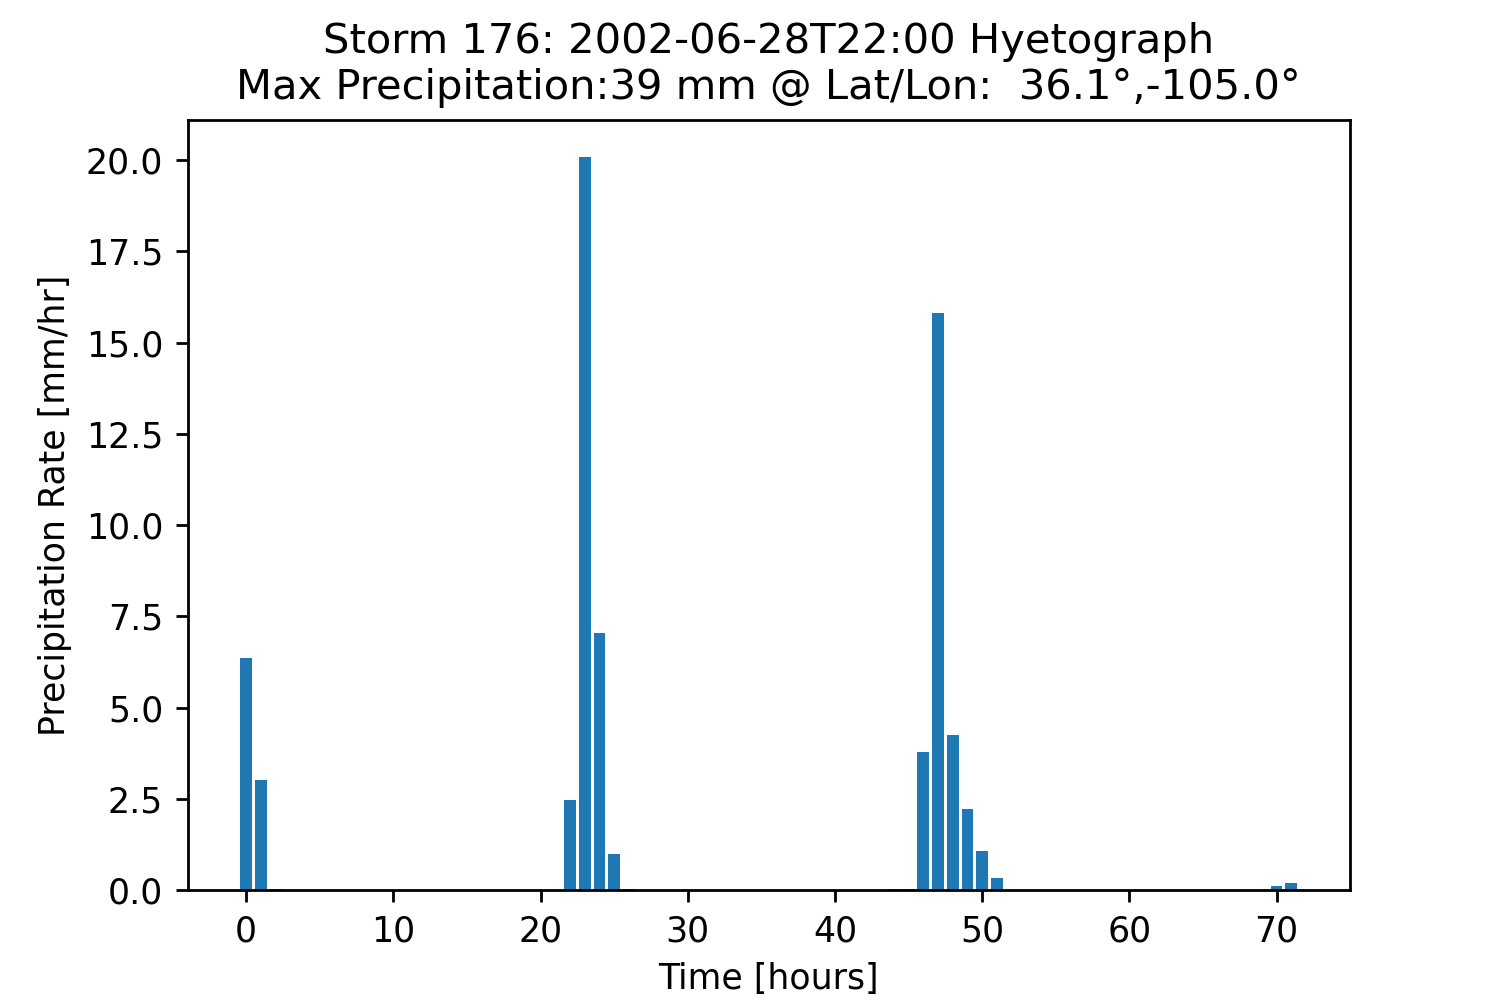 Storm 176: 2002-06-28T22:00 Hyetograph
Max Precipitation:39 mm @ Lat/Lon:  36.1°,-105.0°
20.0
17.5
15.0
12.5
10.0
7.5
5.0
2.5
0.0
Precipitation Rate [mm/hr]
0 10 20 30 40 50 60 70
Time [hours]